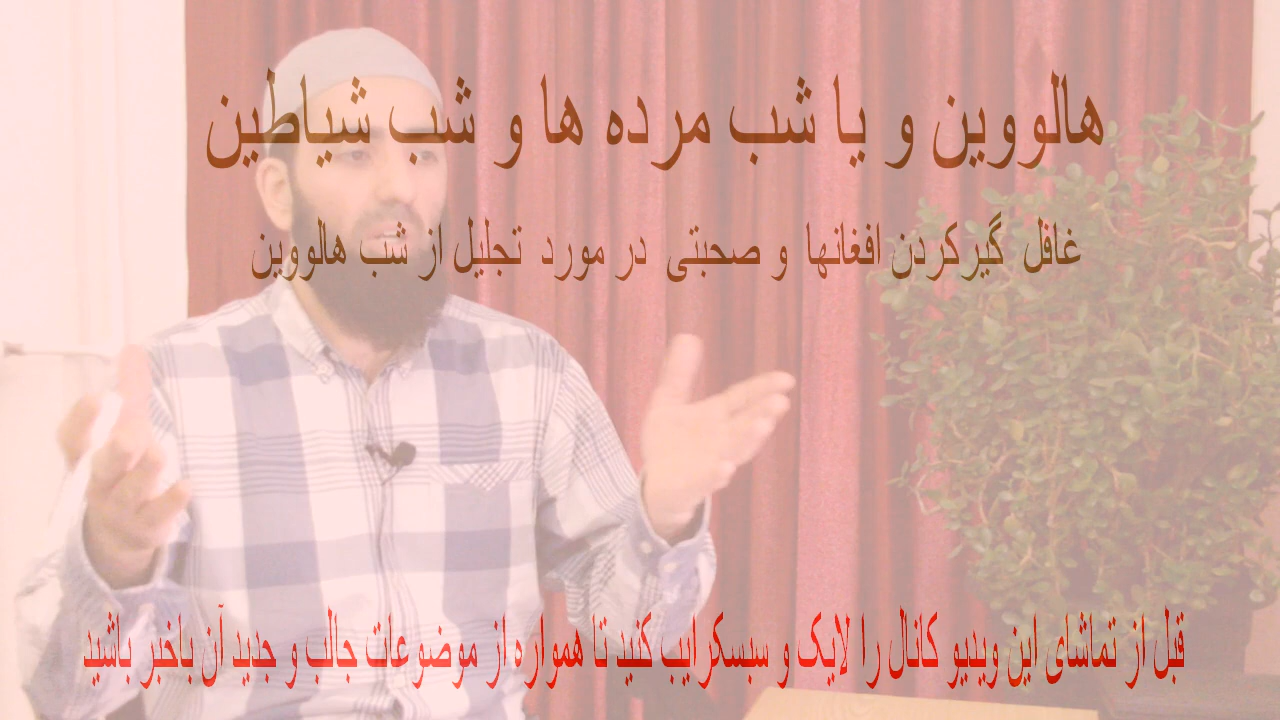 هالووین و یا شب مرده ها و شب شیاطین
غافل گیرکردن افغانها و صحبتی در مورد تجلیل از شب هالووین
قبل از تماشای این ویدیو کانال را لایک و سبسکرایب کنید تا همواره از موضوعات جالب و جدید آن باخبر باشید